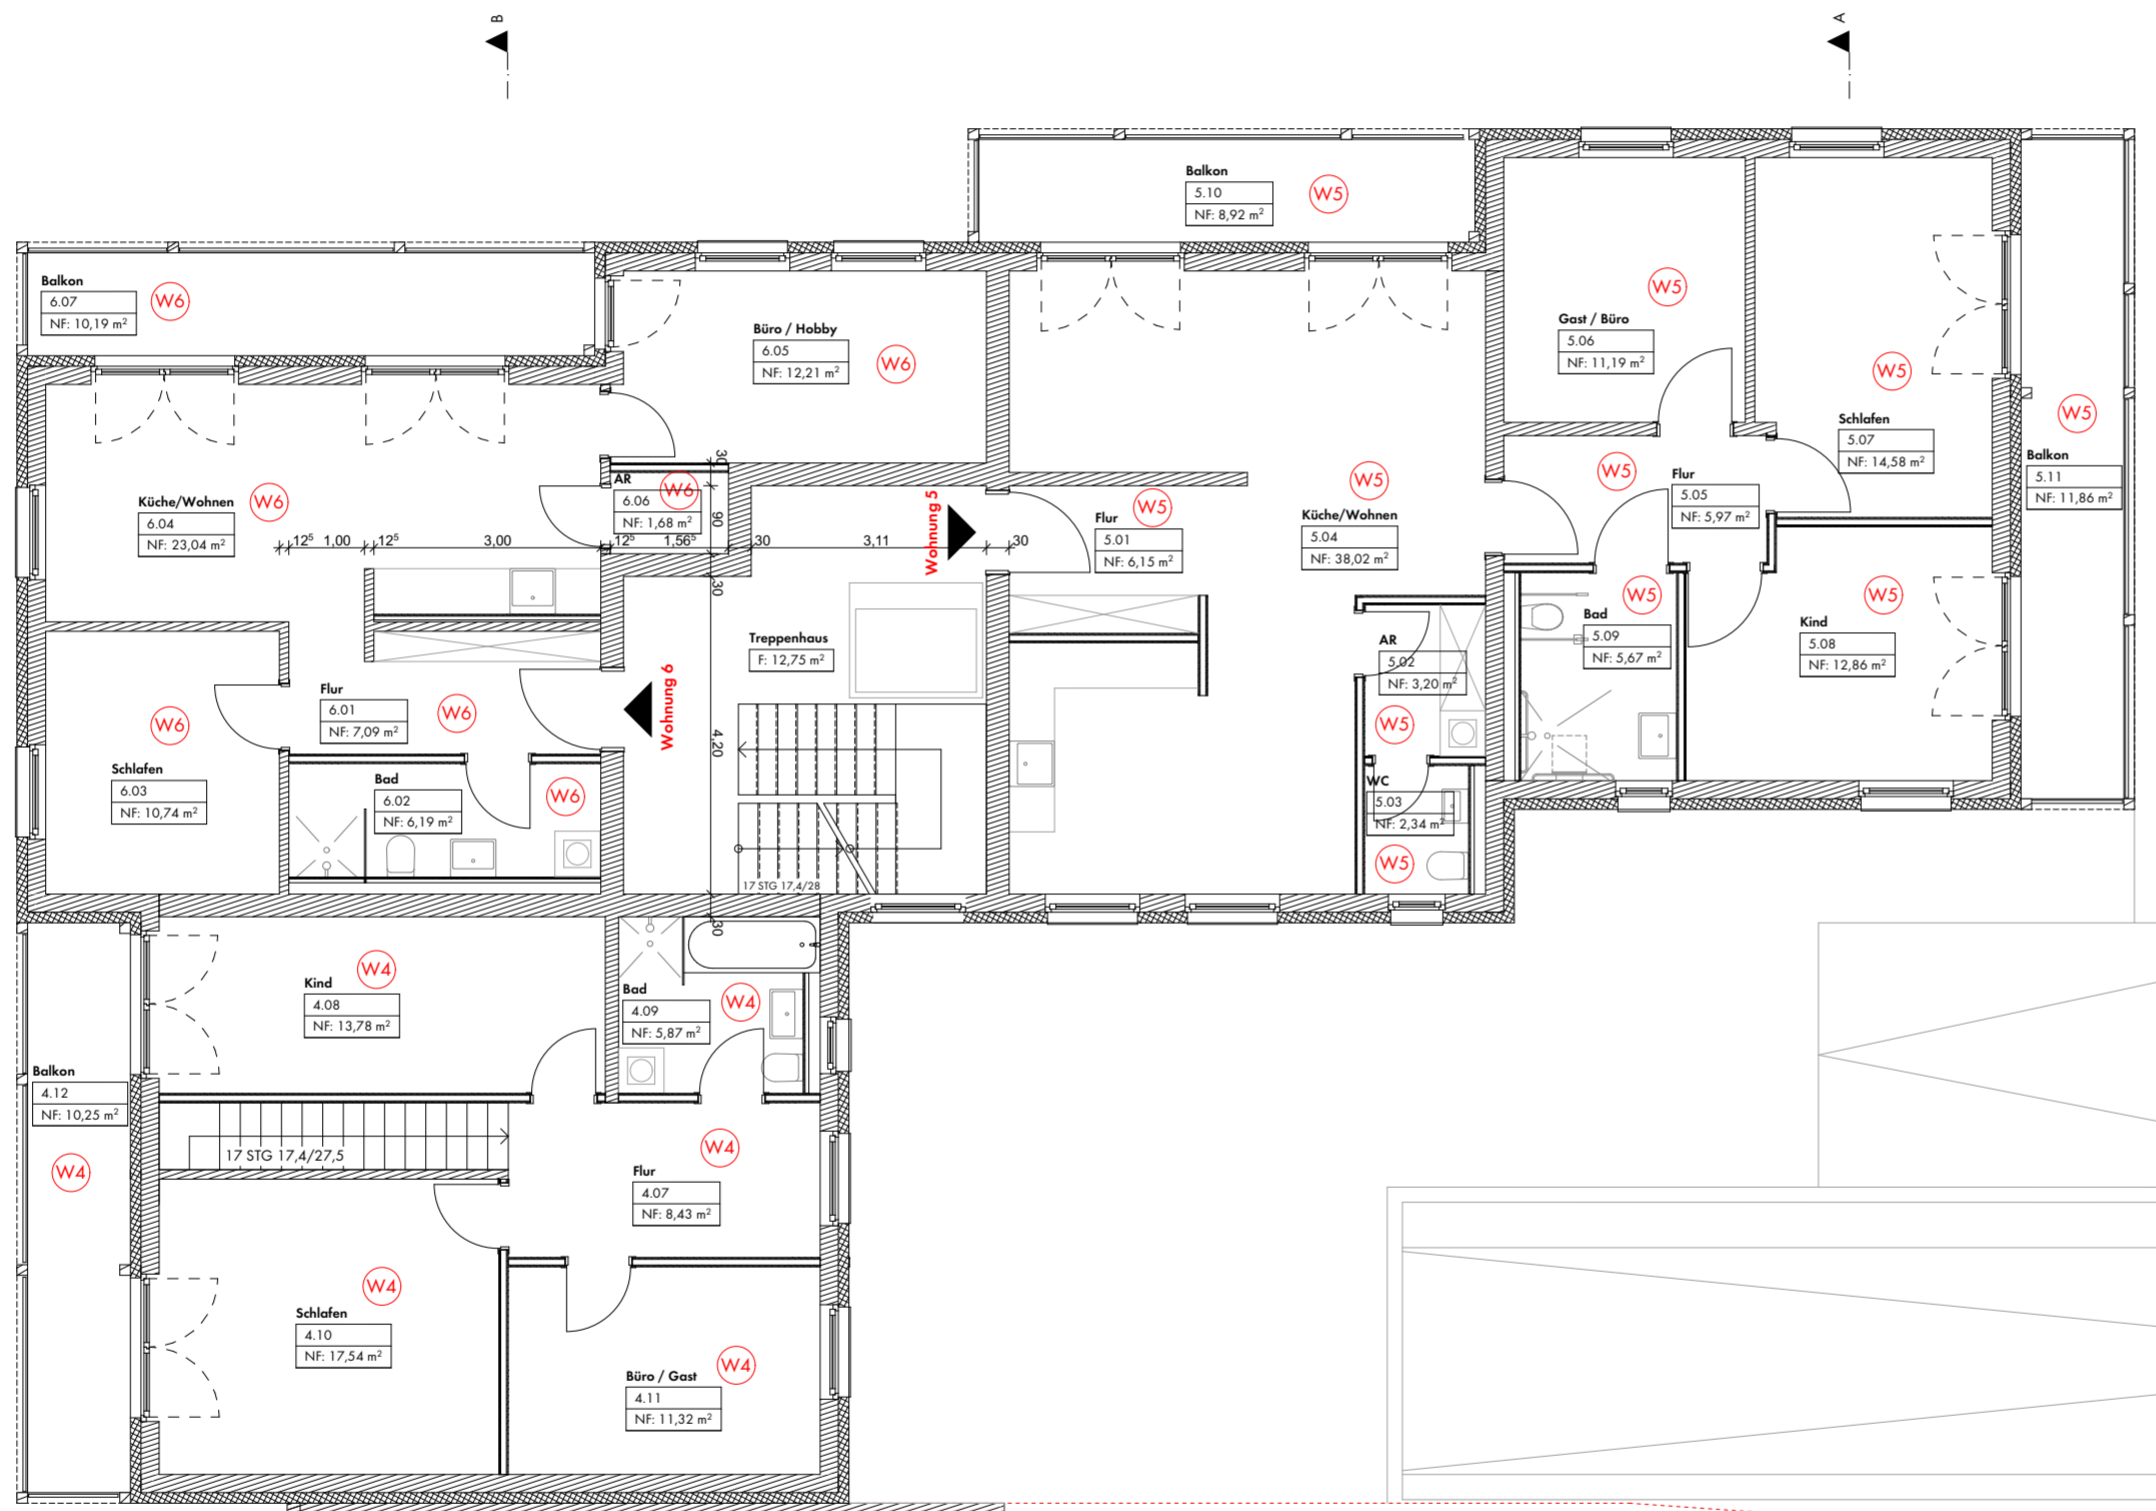 B
A
Balkon
5.10
NF: 8,92 m²
W5
Balkon
6.07
NF: 10,19 m²
W6
Büro / Hobby
6.05
NF: 12,21 m²
W6
Gast / Büro
5.06
NF: 11,19 m²
W5
Schlafen
5.07
NF: 14,58 m²
W5
Balkon
5.11
NF: 11,86 m²
W5
Küche/Wohnen
6.04
NF: 23,04 m²
W6
AR
6.06
NF: 1,68 m²
W6
Wohnung 5
Flur
5.01
NF: 6,15 m²
W5
Küche/Wohnen
5.04
NF: 38,02 m²
W5
Flur
5.05
NF: 5,97 m²
W5
12⁵ 1,00 12⁵ 3,00 12⁵ 1,56⁵ 30 3,11 30
30
90
30
4,20
30
Treppenhaus
F: 12,75 m²
Wohnung 6
AR
5.02
NF: 3,20 m²
W5
Bad
5.09
NF: 5,67 m²
W5
Kind
5.08
NF: 12,86 m²
W5
Flur
6.01
NF: 7,09 m²
W6
Schlafen
6.03
NF: 10,74 m²
W6
Bad
6.02
NF: 6,19 m²
W6
WC
5.03
NF: 2,34 m²
W5
17 STG 17,4/28
Kind
4.08
NF: 13,78 m²
W4
Bad
4.09
NF: 5,87 m²
W4
Balkon
4.12
NF: 10,25 m²
W4
17 STG 17,4/27,5
Flur
4.07
NF: 8,43 m²
W4
Schlafen
4.10
NF: 17,54 m²
W4
Büro / Gast
4.11
NF: 11,32 m²
W4